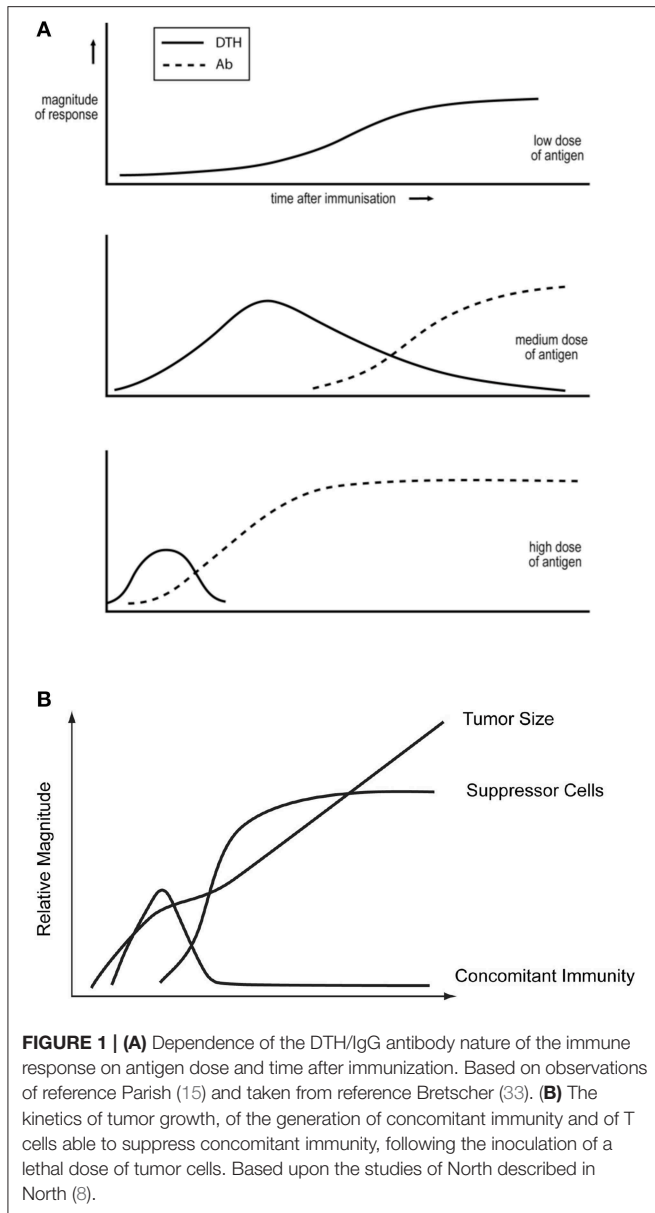 A
DTH
Ab
magnitude
of response
low dose
of antigen
time after immunisation
medium dose
of antigen
high dose
of antigen
B
Tumor Size
Suppressor Cells
Relative Magnitude
Concomitant Immunity
FIGURE 1 | (A) Dependence of the DTH/IgG antibody nature of the immune
response on antigen dose and time after immunization. Based on observations
of reference Parish (15) and taken from reference Bretscher (33). (B) The
kinetics of tumor growth, of the generation of concomitant immunity and of T
cells able to suppress concomitant immunity, following the inoculation of a
lethal dose of tumor cells. Based upon the studies of North described in
North (8).